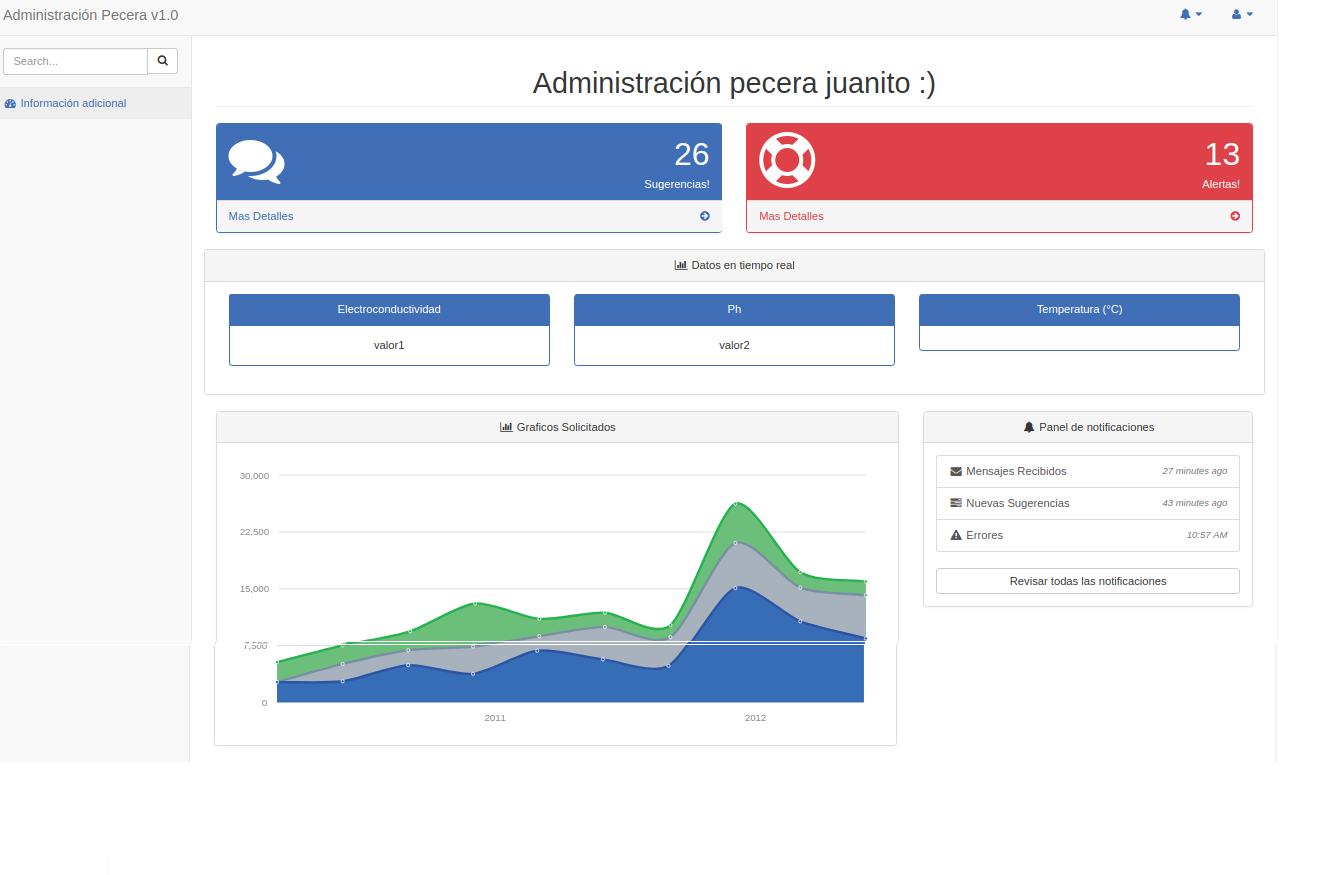 Administración Pecera v1.0
Search...
Información adicional
Administración pecera juanito :)
26
Sugerencias!
Mas Detalles
13
Alertas!
Mas Detalles
Datos en tiempo real
Electroconductividad
valor1
Ph
valor2
Temperatura (°C)
Graficos Solicitados
30,000
22,500
15,000
7,500
0
2011
2012
Panel de notificaciones
Mensajes Recibidos 27 minutes ago
Nuevas Sugerencias 43 minutes ago
Errores 10:57 AM
Revisar todas las notificaciones